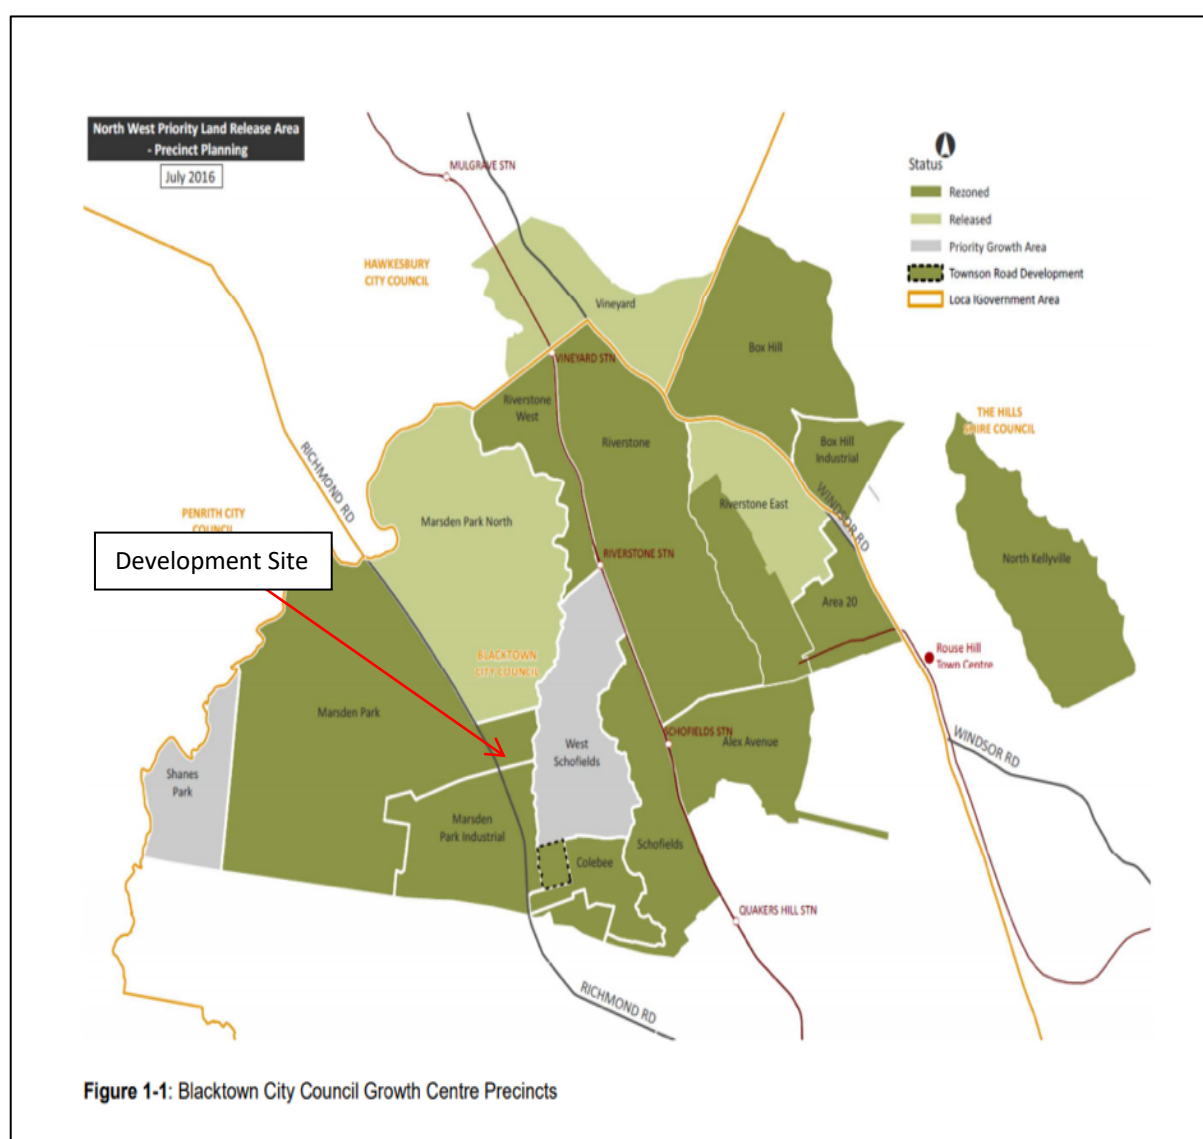 North West Priority Land Release Area
- Precinct Planning
July 2016
Status
Rezoned
Released
Priority Growth Area
Townson Road Development
Loca lGovernment Area
MULGRAVE STN
HAWKESBURY
CITY COUNCIL
Vineyard
Box Hill
VINEYARD STN
Riverstone
West
Riverstone
THE HILLS
SHIRE COUNCIL
Box Hill
Industrial
RICHMOND RD
WINDSOR RD
Riverstone East
PENRITH CITY
COUNCIL
Marsden Park North
Development Site
RIVERSTONE STN
North Kellyville
Area 20
BLACKTOWN
CITY COUNCIL
Rouse Hill
Town Centre
Marsden Park
WINDSOR RD
SCHOFIELDS STN
Alex Avenue
West
Schofields
Shanes
Park
Marsden
Park Industrial
Schofields
Colebee
QUAKERS HILL STN
RICHMOND RD
Figure 1-1: Blacktown City Council Growth Centre Precincts